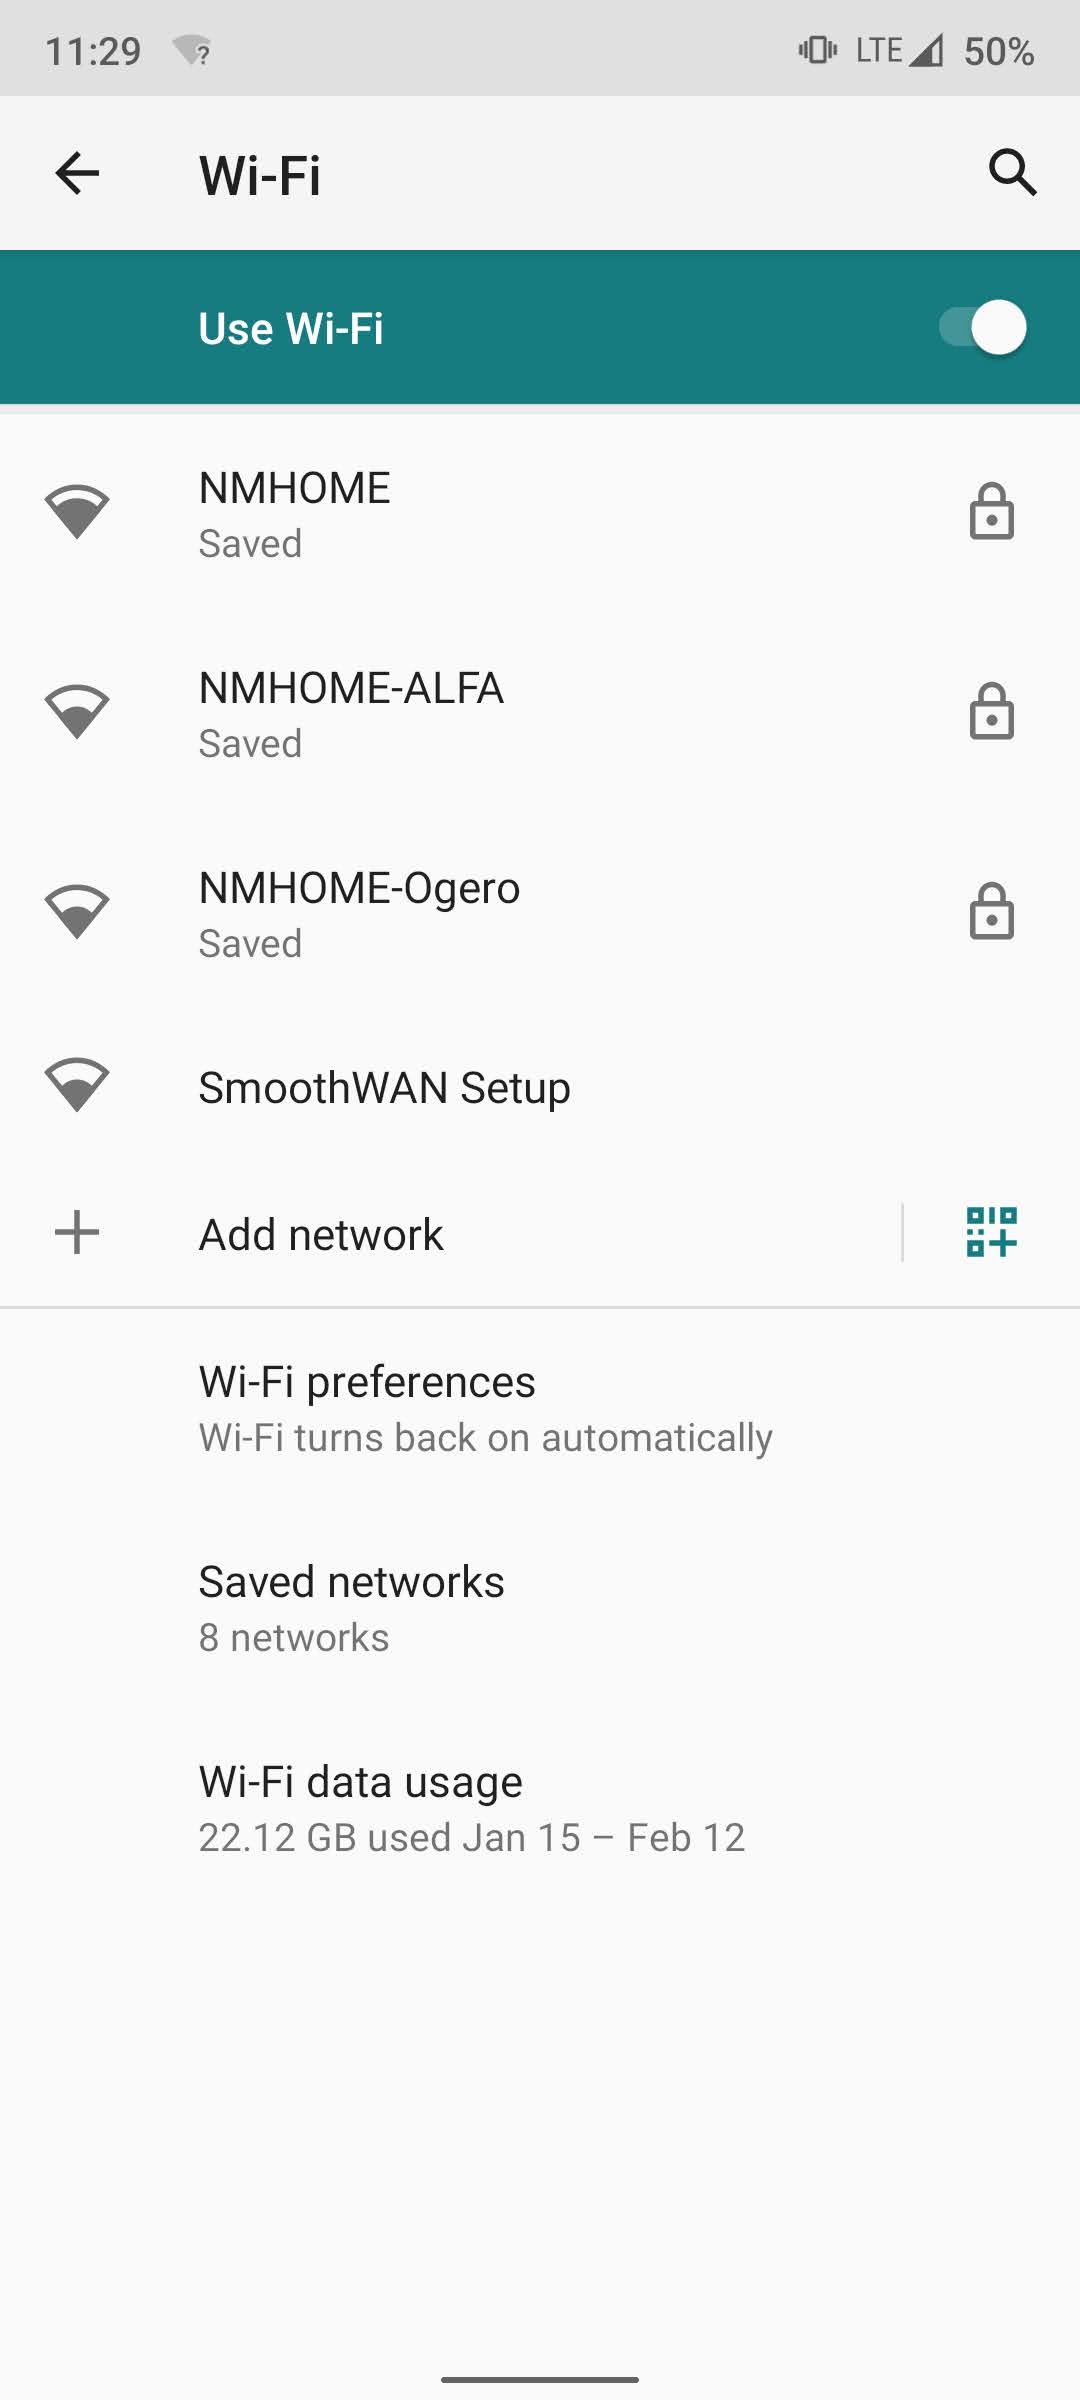 11:29 LTE 50%
Wi-Fi
Use Wi-Fi
NMHOME
Saved
NMHOME-ALFA
Saved
NMHOME-Ogero
Saved
SmoothWAN Setup
Add network
Wi-Fi preferences
Wi-Fi turns back on automatically
Saved networks
8 networks
Wi-Fi data usage
22.12 GB used Jan 15 – Feb 12